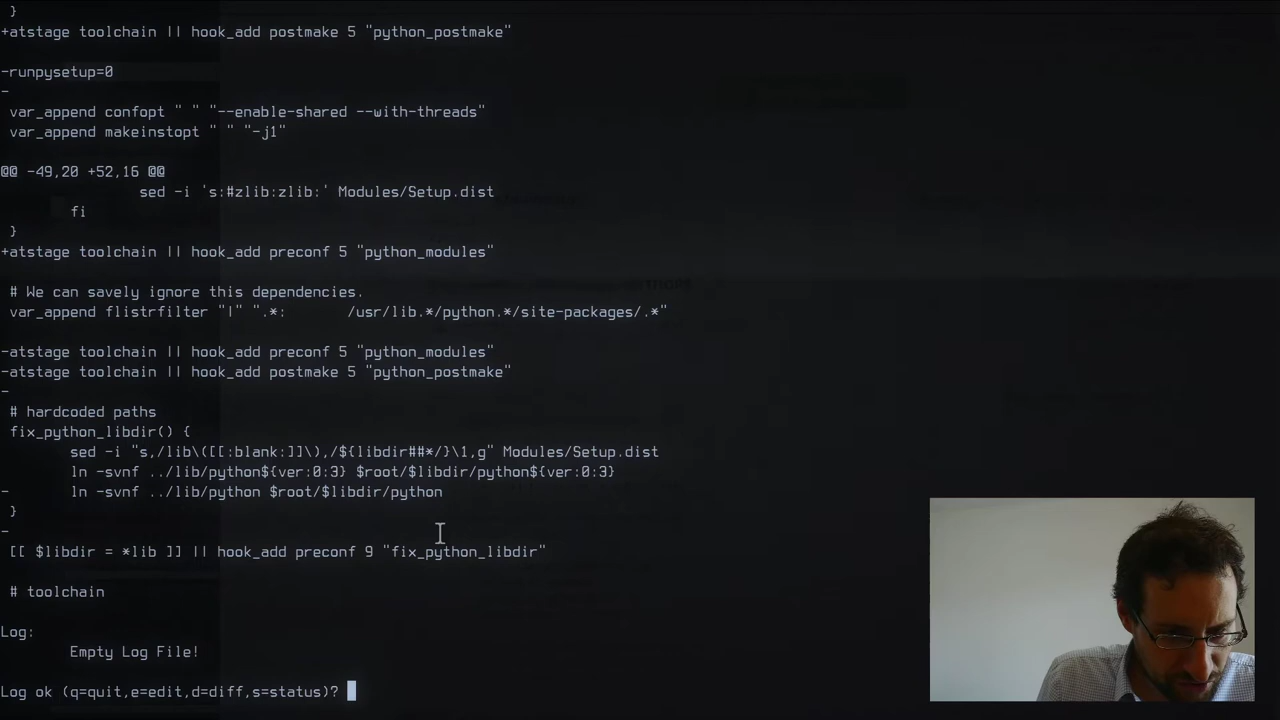 }
+atstage toolchain || hook_add postmake 5 "python_postmake"
-runpysetup=0
-
var_append confopt " " "--enable-shared --with-threads"
var_append makeinstopt " " "-j1"
@@ -49,20 +52,16 @@
sed -i 's:#zlib:zlib:' Modules/Setup.dist
fi
}
+atstage toolchain || hook_add preconf 5 "python_modules"
# We can savely ignore this dependencies.
var_append flistrfilter "|" ".*: /usr/lib.*/python.*/site-packages/.*"
-atstage toolchain || hook_add preconf 5 "python_modules"
-atstage toolchain || hook_add postmake 5 "python_postmake"
-
# hardcoded paths
fix_python_libdir() {
sed -i "s,/lib\([[:blank:]]\),/${libdir##*/}\1,g" Modules/Setup.dist
ln -svnf ../lib/python${ver:0:3} $root/$libdir/python${ver:0:3}
- ln -svnf ../lib/python $root/$libdir/python
}
-
[[ $libdir = *lib ]] || hook_add preconf 9 "fix_python_libdir"
# toolchain
Log:
Empty Log File!
Log ok (q=quit,e=edit,d=diff,s=status)?